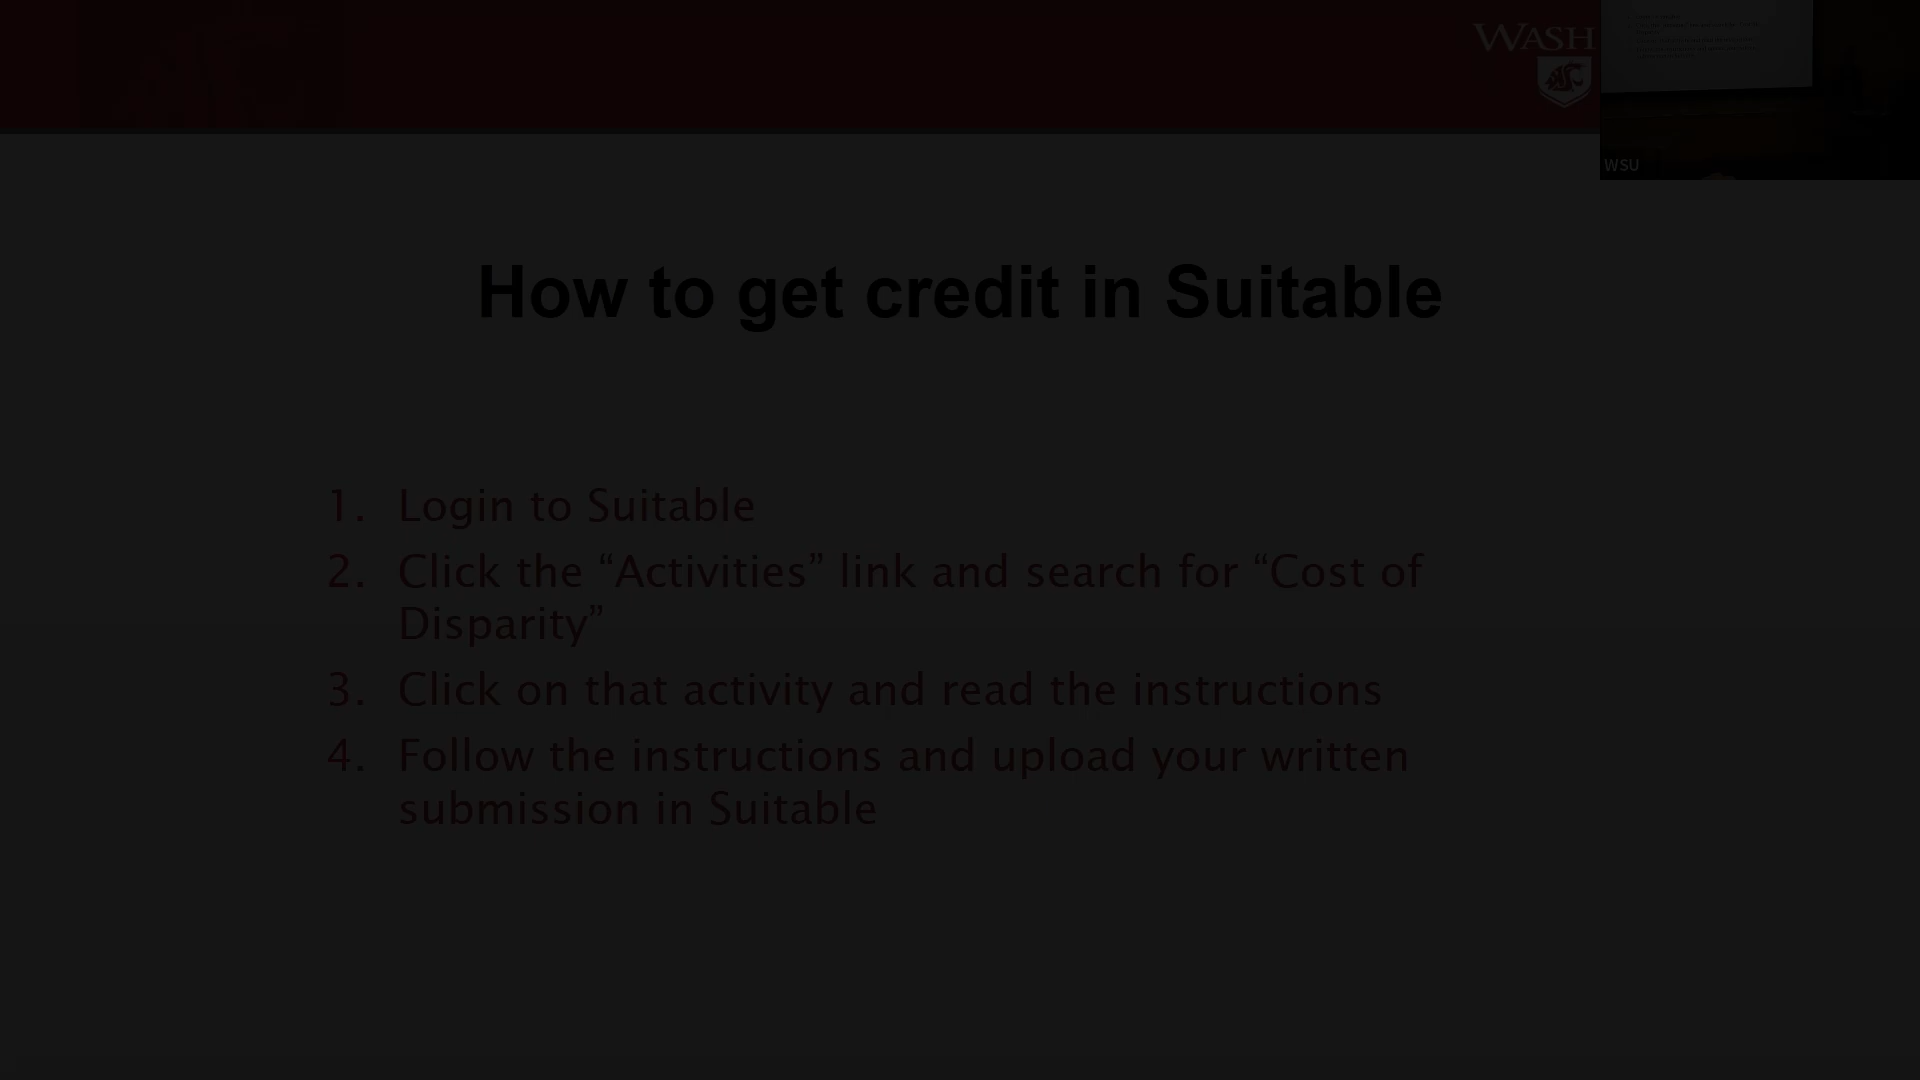 WASH
WSU
How to get credit in Suitable
1. Login to Suitable
2. Click the “Activities” link and search for “Cost of
Disparity”
3. Click on that activity and read the instructions
4. Follow the instructions and upload your written
submission in Suitable